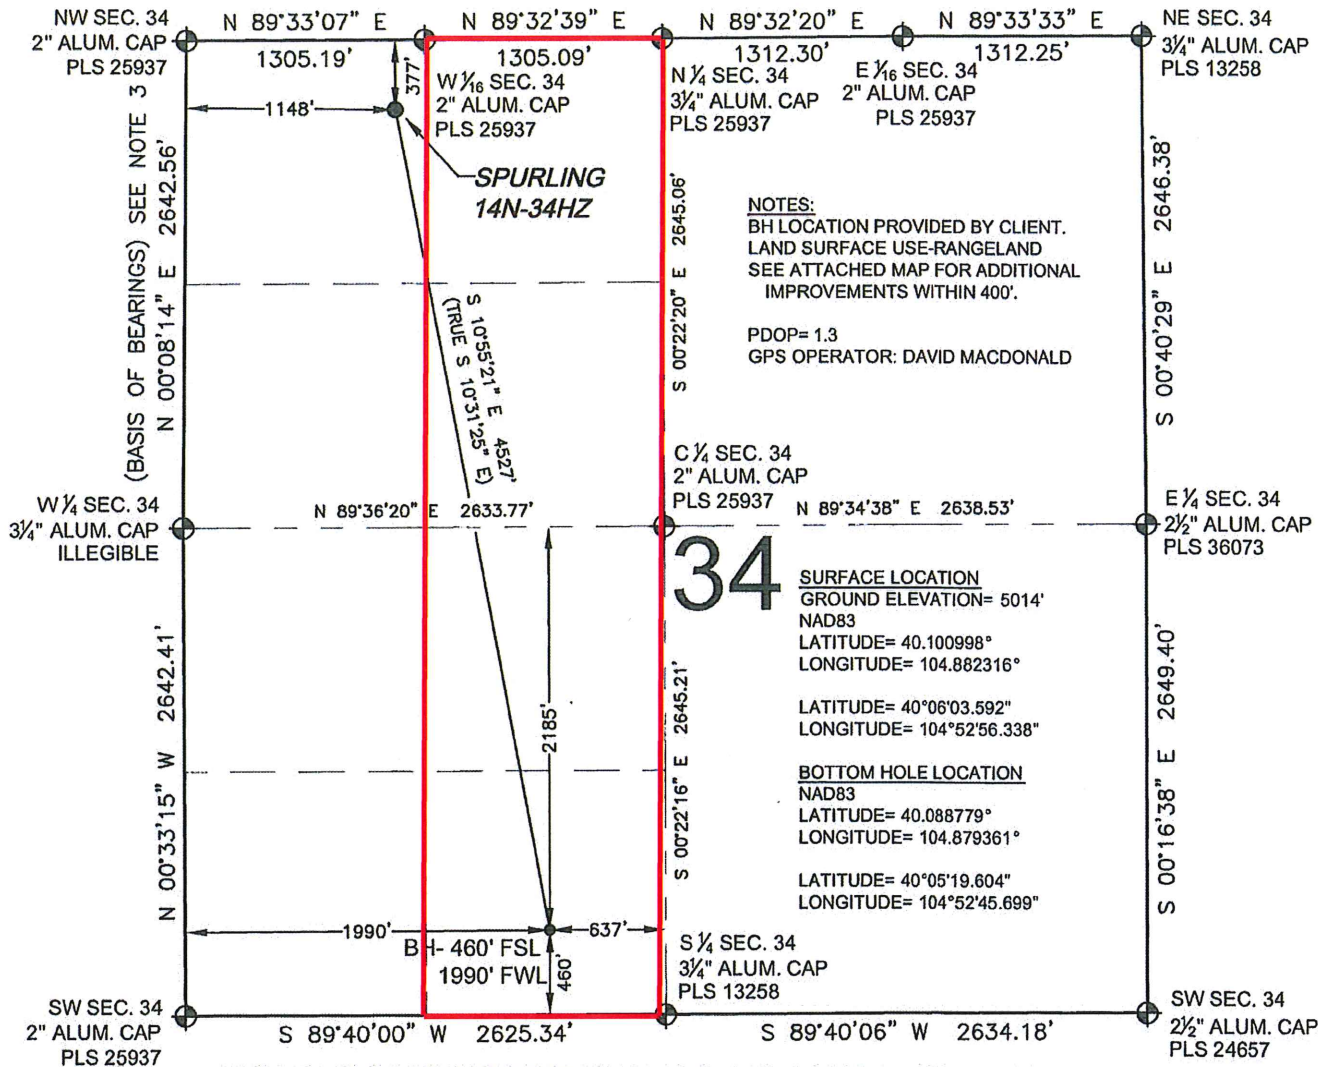 NW SEC. 34
2" ALUM. CAP
PLS 25937
N 89°33'07" E
1305.19'
N 89°32'39" E
1305.09'
N 89°32'20" E
1312.30'
N 89°33'33" E
1312.25'
NE SEC. 34
3¼" ALUM. CAP
PLS 13258
W 1/16 SEC. 34
2" ALUM. CAP
PLS 25937
N ¼ SEC. 34
3¼" ALUM. CAP
PLS 25937
E 1/16 SEC. 34
2" ALUM. CAP
PLS 25937
377'
1148'
SPURLING
14N-34HZ
(BASIS OF BEARINGS) SEE NOTE 3
N 00°08'14" E 2642.56'
S 00°22'20" E 2645.06'
S 00°40'29" E 2646.38'
NOTES:
BH LOCATION PROVIDED BY CLIENT.
LAND SURFACE USE-RANGELAND
SEE ATTACHED MAP FOR ADDITIONAL
IMPROVEMENTS WITHIN 400'.
PDOP= 1.3
GPS OPERATOR: DAVID MACDONALD
S 10°55'21" E 4527'
(TRUE S 10°31'25" E)
W ¼ SEC. 34
3¼" ALUM. CAP
ILLEGIBLE
N 89°36'20" E 2633.77'
C ¼ SEC. 34
2" ALUM. CAP
PLS 25937
N 89°34'38" E 2638.53'
E ¼ SEC. 34
2½" ALUM. CAP
PLS 36073
34
SURFACE LOCATION
GROUND ELEVATION= 5014'
NAD83
LATITUDE= 40.100998°
LONGITUDE= 104.882316°
LATITUDE= 40°06'03.592"
LONGITUDE= 104°52'56.338"
BOTTOM HOLE LOCATION
NAD83
LATITUDE= 40.088779°
LONGITUDE= 104.879361°
LATITUDE= 40°05'19.604"
LONGITUDE= 104°52'45.699"
N 00°33'15" W 2642.41'
2185'
S 00°22'16" E 2645.21'
S 00°16'38" E 2649.40'
1990'
637'
BH- 460' FSL
1990' FWL
460'
S ¼ SEC. 34
3¼" ALUM. CAP
PLS 13258
SW SEC. 34
2" ALUM. CAP
PLS 25937
S 89°40'00" W 2625.34'
S 89°40'06" W 2634.18'
SW SEC. 34
2½" ALUM. CAP
PLS 24657